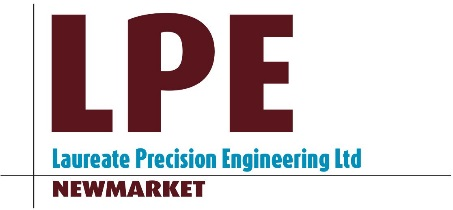 LPE
Laureate Precision Engineering Ltd
NEWMARKET